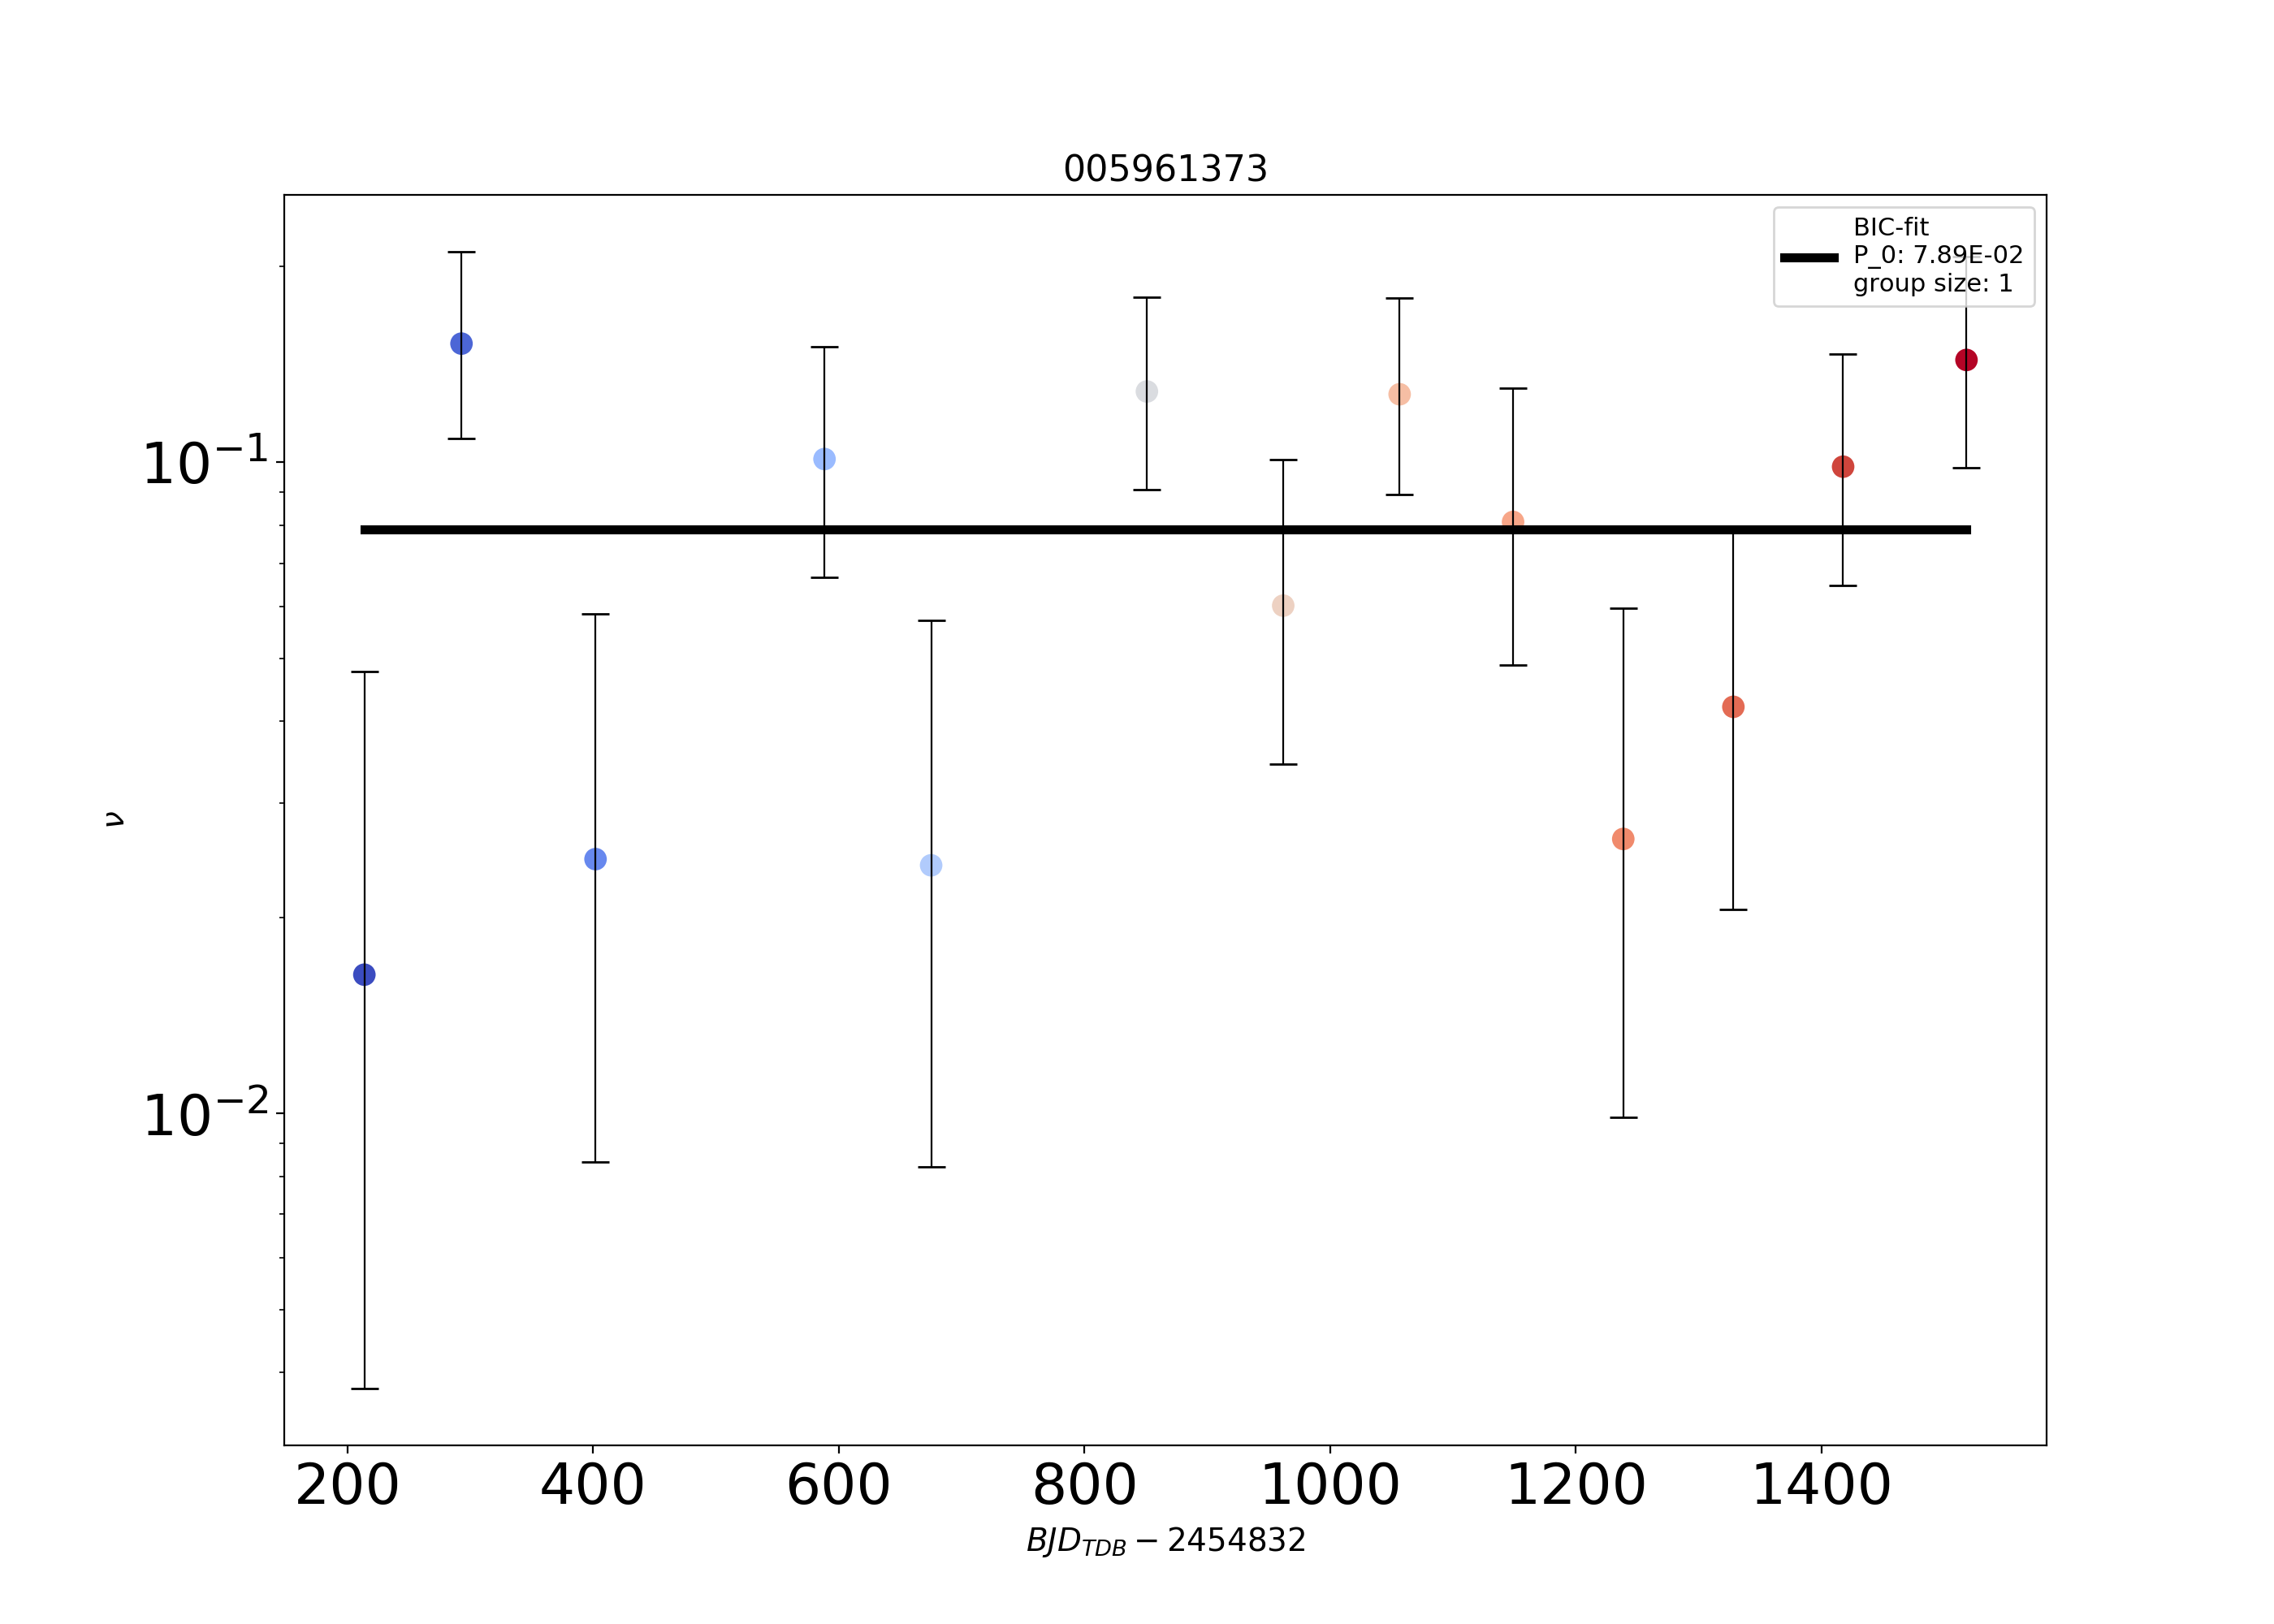 005961373
BIC-fit
P_0: 7.89E-02
group size: 1
10⁻¹
10⁻²
ν
200 400 600 800 1000 1200 1400
BJD_TDB − 2454832